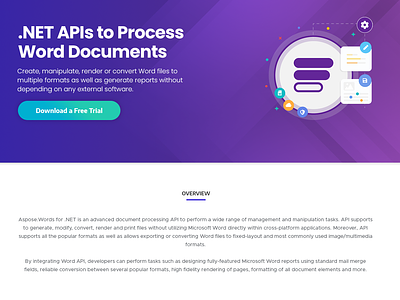 .NET APIs to Process
Word Documents
Create, manipulate, render or convert Word files to
multiple formats as well as generate reports without
depending on any external software.
Download a Free Trial
OVERVIEW
Aspose.Words for .NET is an advanced document processing API to perform a wide range of management and manipulation tasks. API supports
to generate, modify, convert, render and print files without utilizing Microsoft Word directly within cross-platform applications. Moreover, API
supports all the popular formats as well as allows exporting or converting Word files to fixed-layout and most commonly used image/multimedia
formats.
By integrating Word API, developers can perform tasks such as designing fully-featured Microsoft Word reports using standard mail merge
fields, reliable conversion between several popular formats, high fidelity rendering of pages, formatting of all document elements and more.